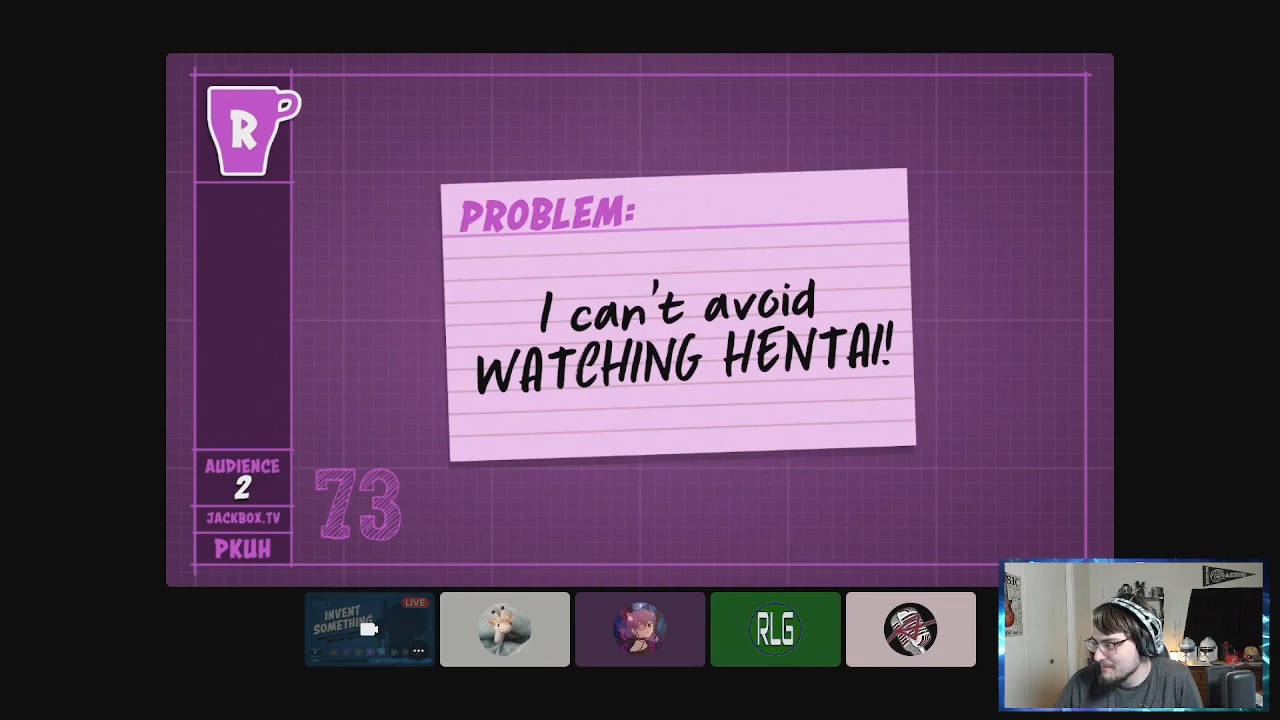 R
PROBLEM:
I can't avoid
WATCHING HENTAI!
AUDIENCE
2
JACKBOX.TV
PKUH
73
LIVE
INVENT
SOMETHING
RLG